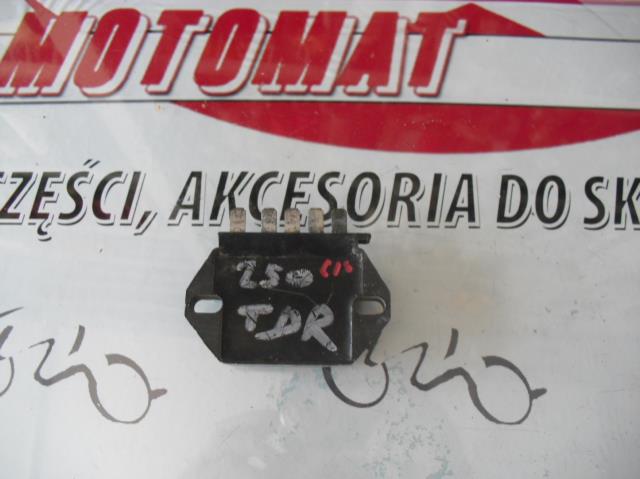 MOTOMAT
ZĘŚCI, AKCESORIA DO SK
250
TDR